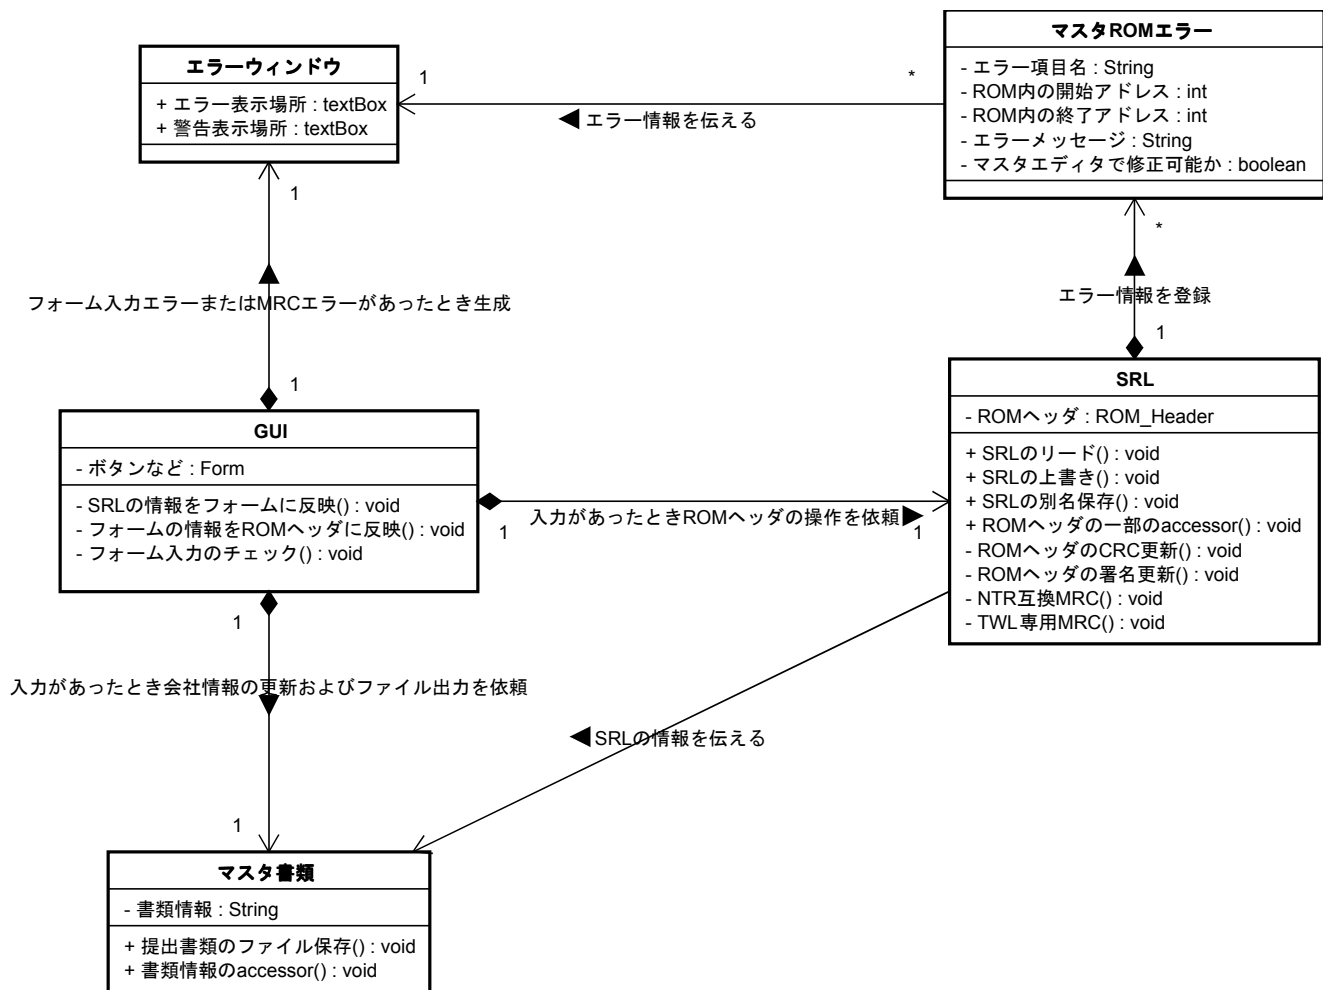 マスタROMエラー
- エラー項目名 : String
- ROM内の開始アドレス : int
- ROM内の終了アドレス : int
- エラーメッセージ : String
- マスタエディタで修正可能か : boolean
エラーウィンドウ
+ エラー表示場所 : textBox
+ 警告表示場所 : textBox
1
*
◀ エラー情報を伝える
1
*
▲
フォーム入力エラーまたはMRCエラーがあったとき生成
▲
エラー情報を登録
1
1
GUI
- ボタンなど : Form
- SRLの情報をフォームに反映() : void
- フォームの情報をROMヘッダに反映() : void
- フォーム入力のチェック() : void
SRL
- ROMヘッダ : ROM_Header
+ SRLのリード() : void
+ SRLの上書き() : void
+ SRLの別名保存() : void
+ ROMヘッダの一部のaccessor() : void
- ROMヘッダのCRC更新() : void
- ROMヘッダの署名更新() : void
- NTR互換MRC() : void
- TWL専用MRC() : void
入力があったときROMヘッダの操作を依頼▶
1
1
1
入力があったとき会社情報の更新およびファイル出力を依頼
▼
◀SRLの情報を伝える
1
マスタ書類
- 書類情報 : String
+ 提出書類のファイル保存() : void
+ 書類情報のaccessor() : void